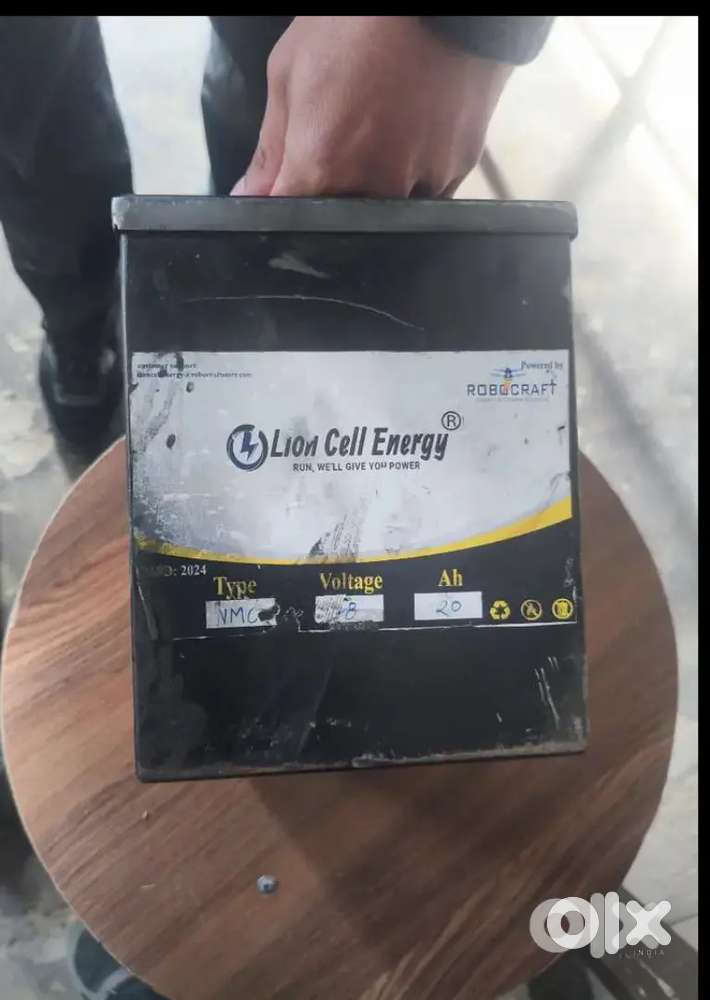 Powered by
ROBOCRAFT
Lion Cell Energy®
RUN, WE'LL GIVE YOU POWER
2024
Type Voltage Ah
NMC 20
olx
INDIA